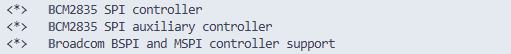 <*>   BCM2835 SPI controller
<*>   BCM2835 SPI auxiliary controller
<*>   Broadcom BSPI and MSPI controller support